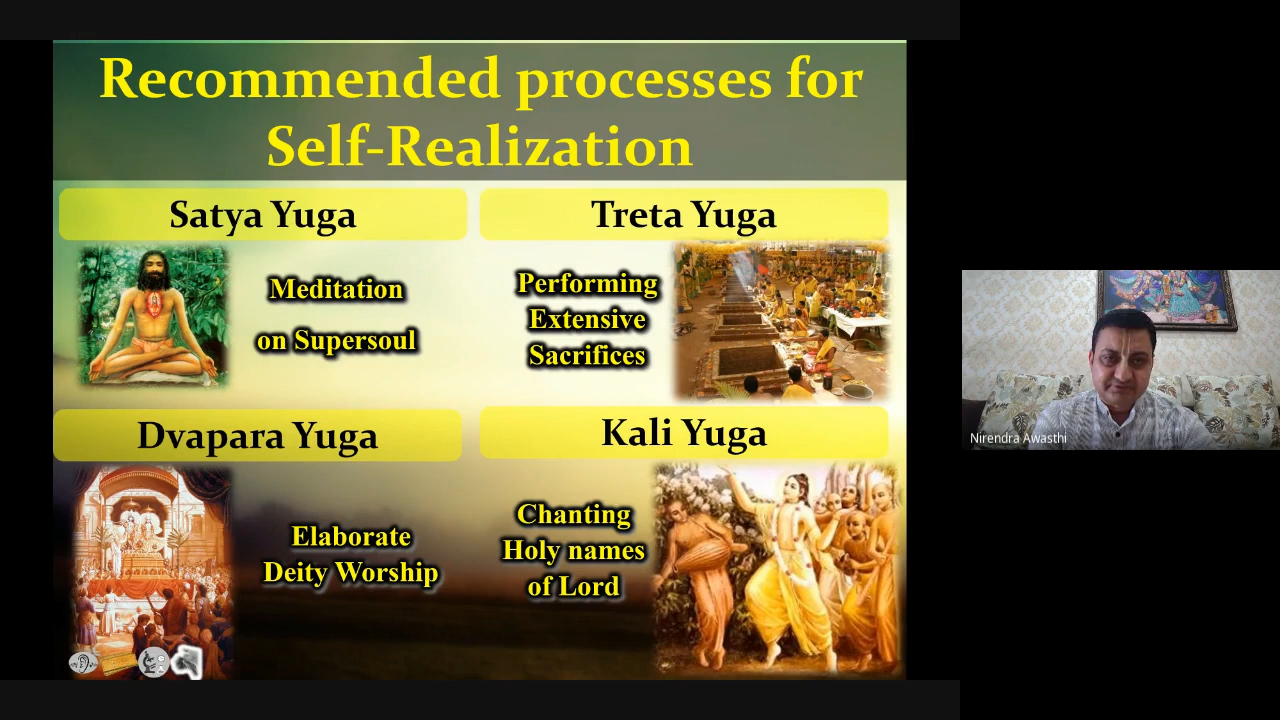 Recommended processes for
Self-Realization
Satya Yuga
Treta Yuga
Meditation
on Supersoul
Performing
Extensive
Sacrifices
Dvapara Yuga
Kali Yuga
Elaborate
Deity Worship
Chanting
Holy names
of Lord
Nirendra Awasthi